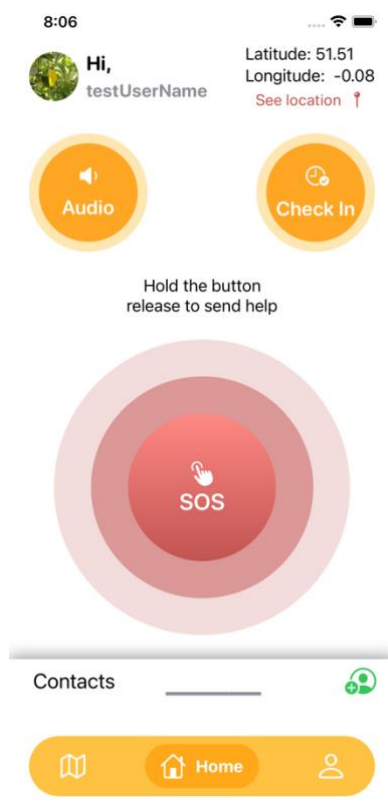 8:06
Hi,
testUserName
Latitude: 51.51
Longitude: -0.08
See location
Audio
Check In
Hold the button
release to send help
SOS
Contacts
Home